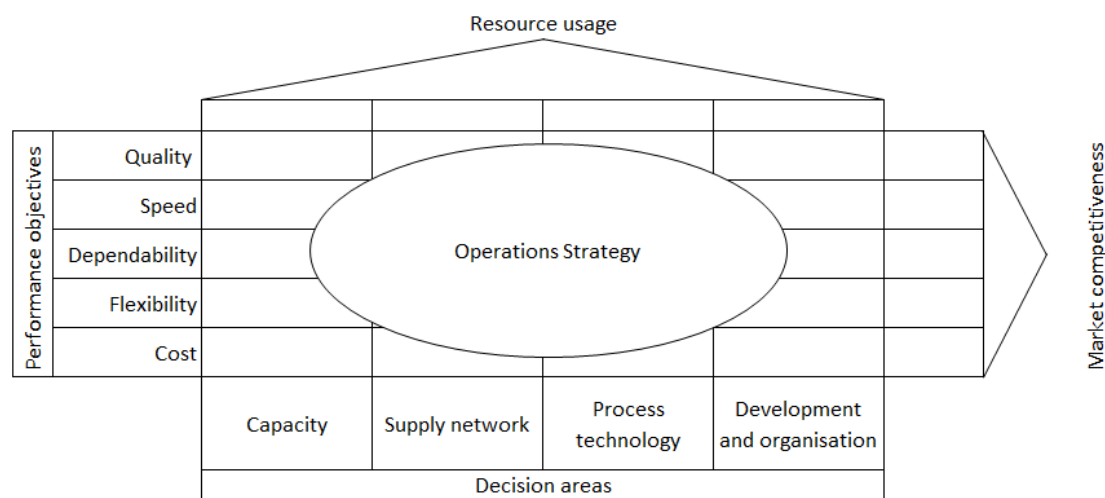 Resource usage
Performance objectives
Quality
Speed
Dependability
Flexibility
Cost
Operations Strategy
Market competitiveness
Capacity
Supply network
Process
technology
Development
and organisation
Decision areas